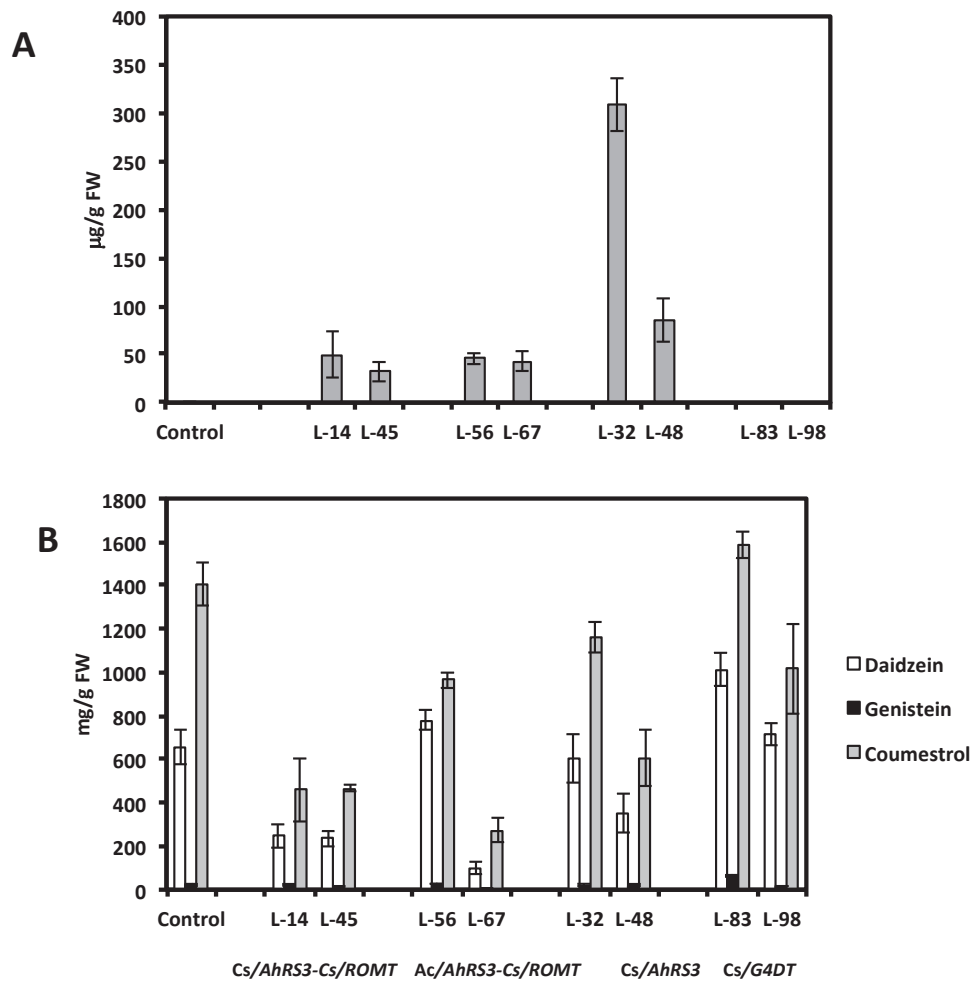 A
400
350
300
250
200
150
100
50
0
µg/g FW
Control L-14 L-45 L-56 L-67 L-32 L-48 L-83 L-98
B
1800
1600
1400
1200
1000
800
600
400
200
0
mg/g FW
Daidzein
Genistein
Coumestrol
Control L-14 L-45 L-56 L-67 L-32 L-48 L-83 L-98
Cs/AhRS3-Cs/ROMT Ac/AhRS3-Cs/ROMT Cs/AhRS3 Cs/G4DT